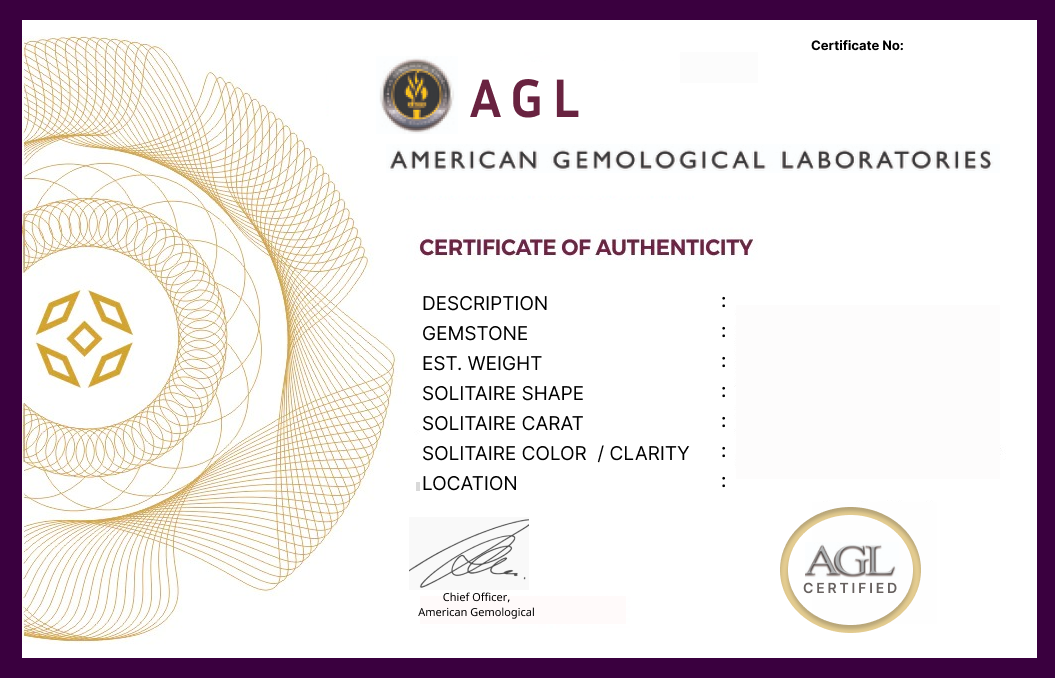 Certificate No:
AGL
AMERICAN GEMOLOGICAL LABORATORIES
CERTIFICATE OF AUTHENTICITY
DESCRIPTION :
GEMSTONE :
EST. WEIGHT :
SOLITAIRE SHAPE :
SOLITAIRE CARAT :
SOLITAIRE COLOR / CLARITY :
LOCATION :
Chief Officer,
American Gemological
AGL
CERTIFIED